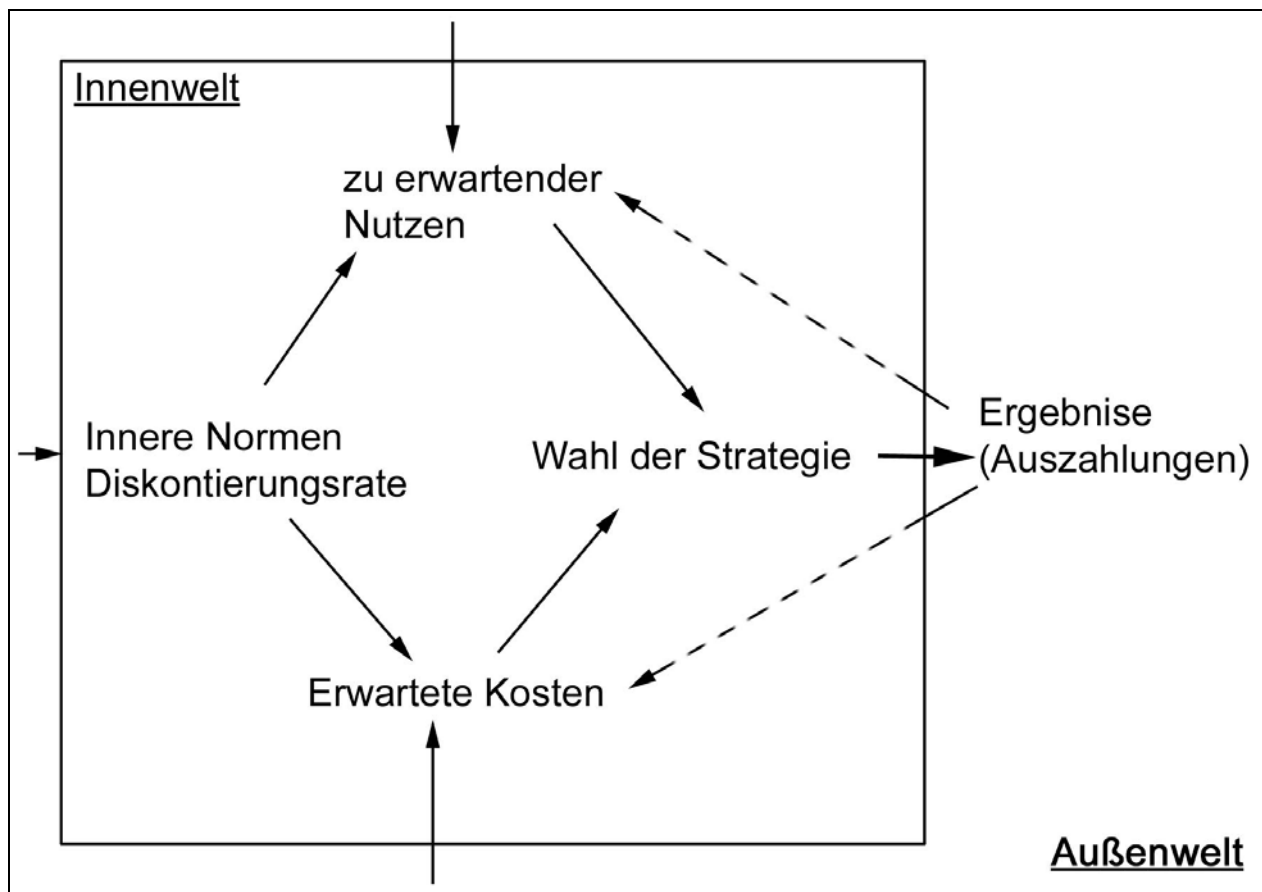 Innenwelt
zu erwartender
Nutzen
Innere Normen
Diskontierungsrate
Wahl der Strategie
Ergebnise
(Auszahlungen)
Erwartete Kosten
Außenwelt